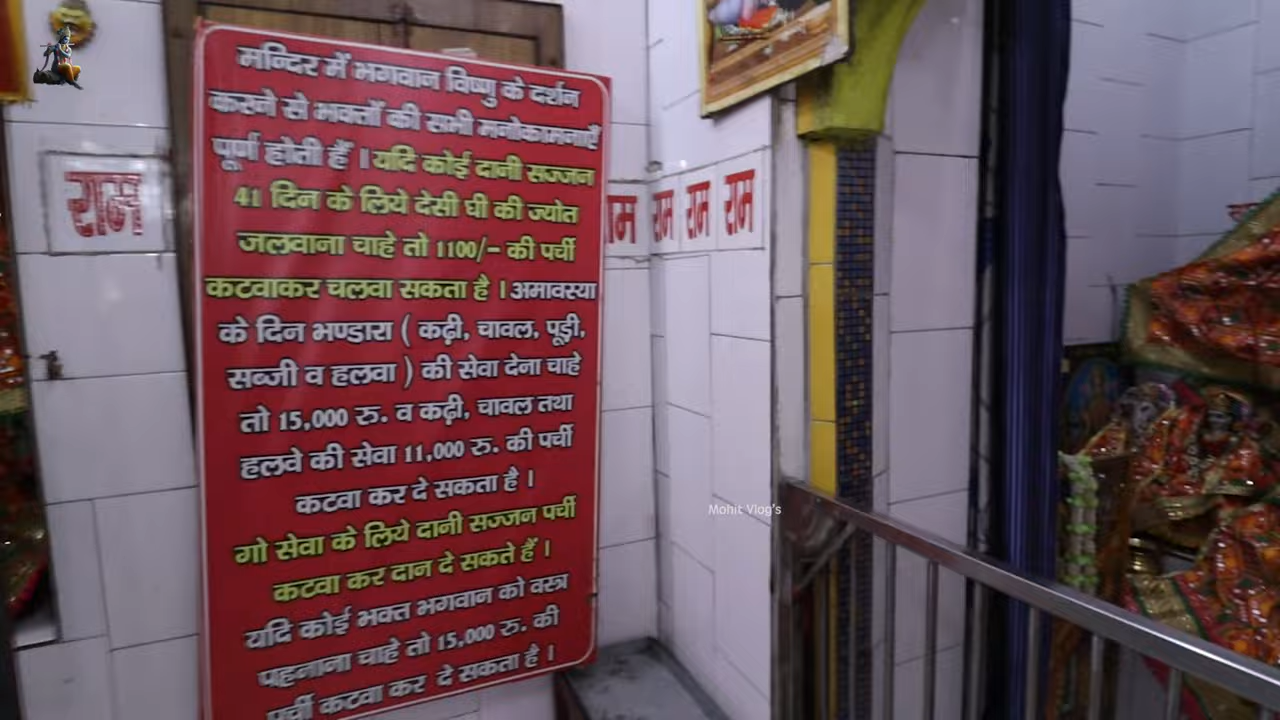 मन्दिर में भगवान विष्णु के दर्शन
करने से भक्तों की सभी मनोकामनाएँ
पूर्ण होती हैं । यदि कोई दानी सज्जन
41 दिन के लिये देसी घी की ज्योत
जलवाना चाहे तो 1100/- की पर्ची
कटवाकर चलवा सकता है । अमावस्या
के दिन भण्डारा ( कढ़ी, चावल, पूड़ी,
सब्जी व हलवा ) की सेवा देना चाहे
तो 15,000 रु. व कढ़ी, चावल तथा
हलवे की सेवा 11,000 रु. की पर्ची
कटवा कर दे सकता है ।
गो सेवा के लिये दानी सज्जन पर्ची
कटवा कर दान दे सकते हैं ।
यदि कोई भक्त भगवान को वस्त्र
पहनाना चाहे तो 15,000 रु. की
पर्ची कटवा कर दे सकता है ।
राम
राम राम राम राम
Mohit Vlog's